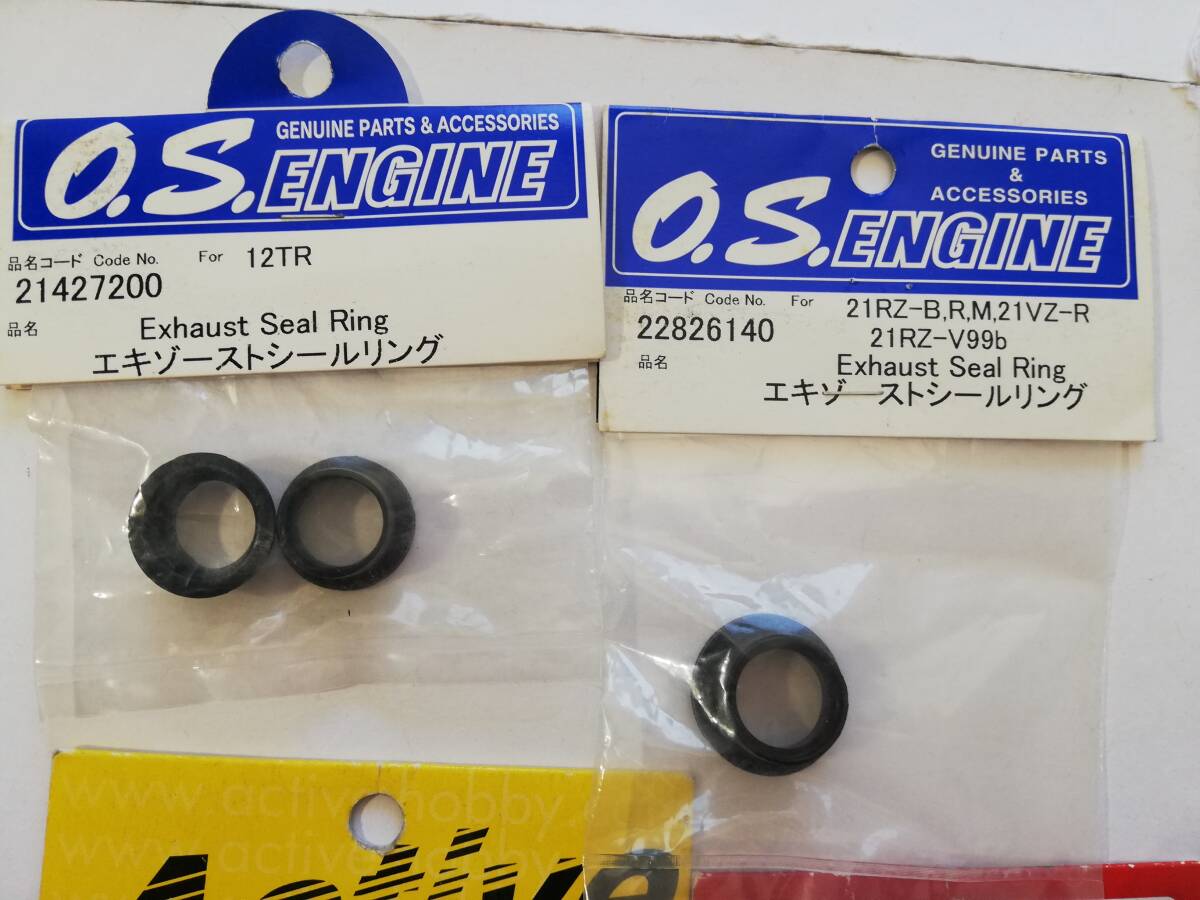 GENUINE PARTS & ACCESSORIES
O.S.ENGINE
品名コード Code No. For 12TR
21427200
品名 Exhaust Seal Ring
エキゾーストシールリング
GENUINE PARTS
&
ACCESSORIES
O.S.ENGINE
品名コード Code No. For 21RZ-B,R,M,21VZ-R
22826140 21RZ-V99b
品名 Exhaust Seal Ring
エキゾーストシールリング
www.activehobby.c
www.activehobby
Active